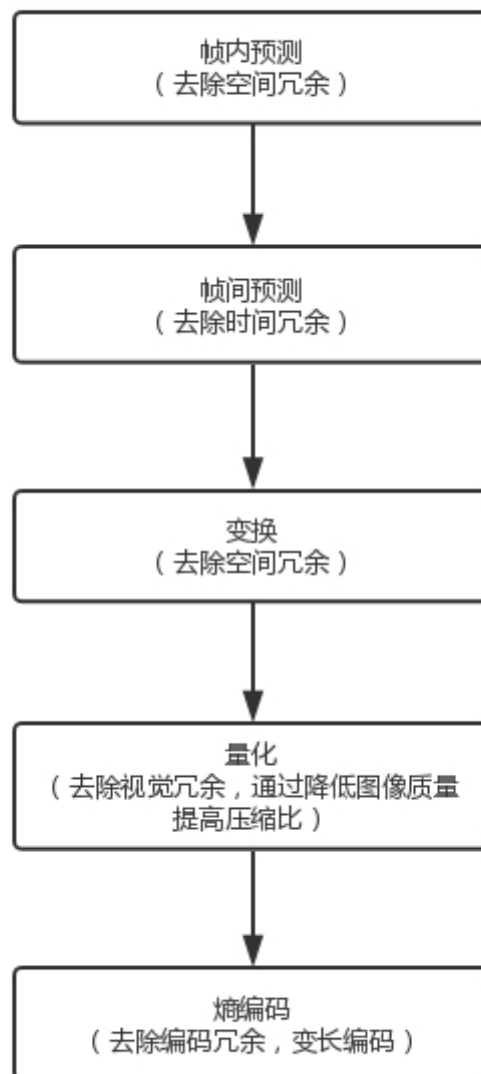 帧内预测
（去除空间冗余）
帧间预测
（去除时间冗余）
变换
（去除空间冗余）
量化
（去除视觉冗余，通过降低图像质量
提高压缩比）
熵编码
（去除编码冗余，变长编码）